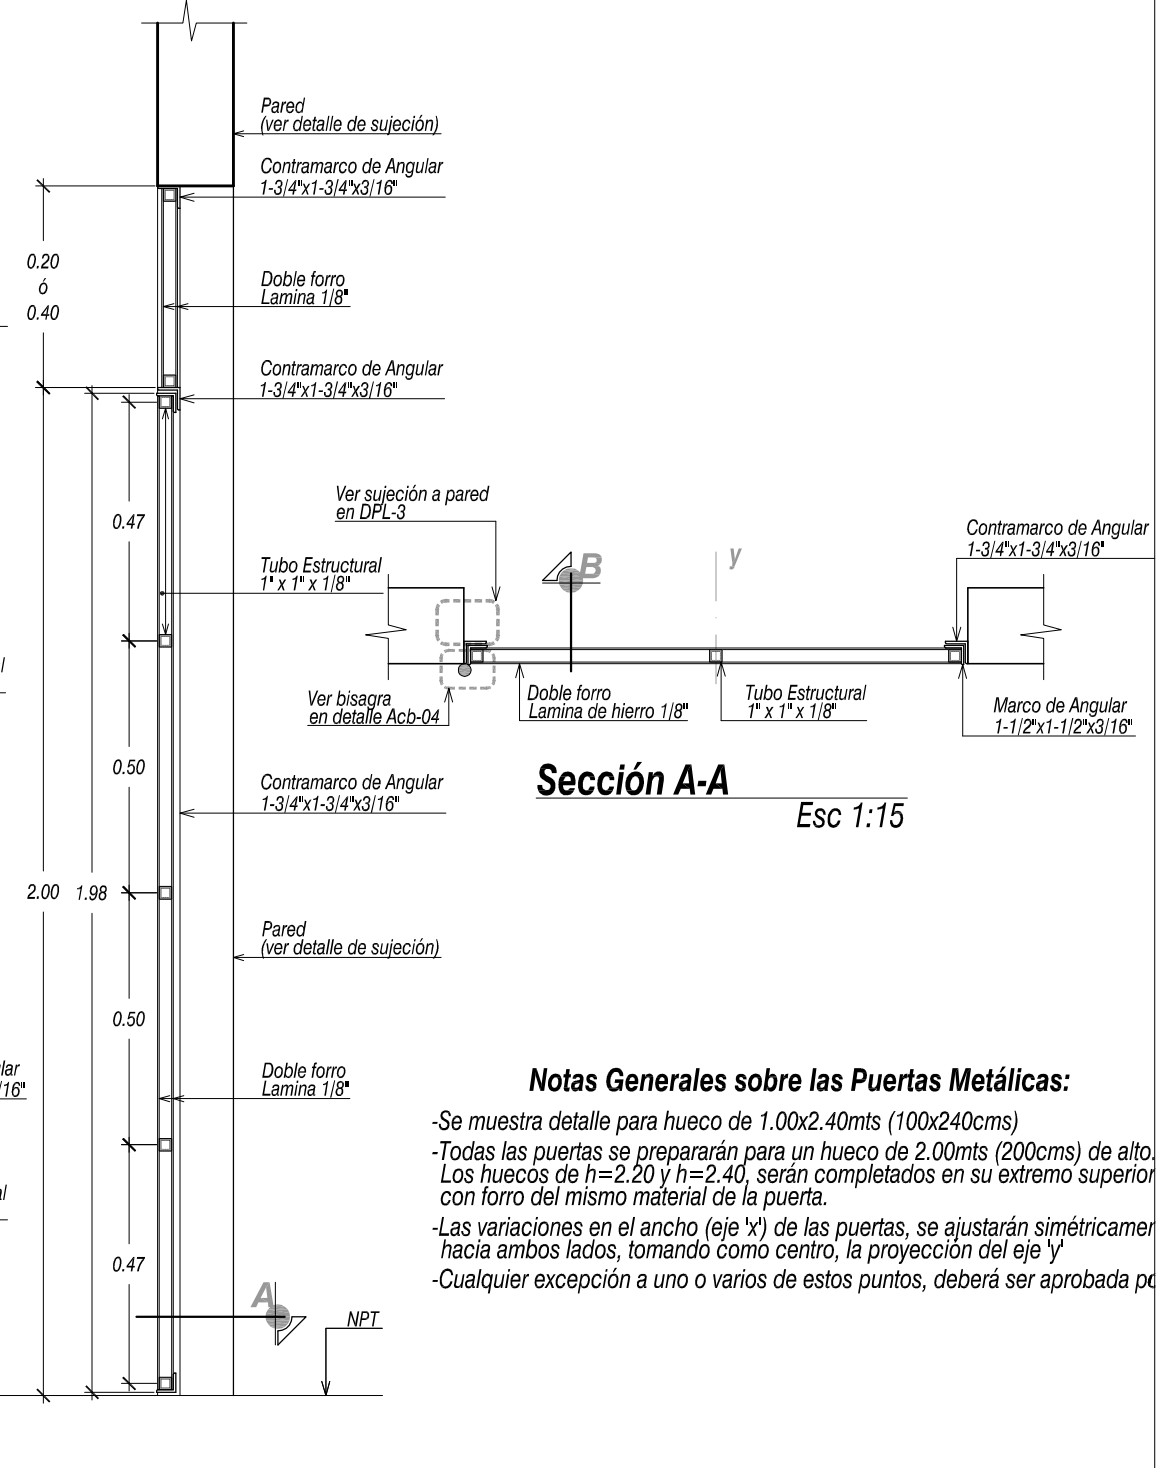 Pared
(ver detalle de sujeción)
Contramarco de Angular
1-3/4"x1-3/4"x3/16"
0.20
ó
0.40
Doble forro
Lamina 1/8"
Contramarco de Angular
1-3/4"x1-3/4"x3/16"
0.47
Ver sujeción a pared
en DPL-3
Contramarco de Angular
1-3/4"x1-3/4"x3/16"
B
y
Tubo Estructural
1" x 1" x 1/8"
l
Ver bisagra
en detalle Acb-04
Doble forro
Lamina de hierro 1/8"
Tubo Estructural
1" x 1" x 1/8"
Marco de Angular
1-1/2"x1-1/2"x3/16"
Sección A-A
Esc 1:15
0.50
Contramarco de Angular
1-3/4"x1-3/4"x3/16"
2.00
1.98
Pared
(ver detalle de sujeción)
0.50
lar
/16"
Doble forro
Lamina 1/8"
Notas Generales sobre las Puertas Metálicas:
-Se muestra detalle para hueco de 1.00x2.40mts (100x240cms)
-Todas las puertas se prepararán para un hueco de 2.00mts (200cms) de alto.
Los huecos de h=2.20 y h=2.40, serán completados en su extremo superior
con forro del mismo material de la puerta.
-Las variaciones en el ancho (eje 'x') de las puertas, se ajustarán simétricamen
hacia ambos lados, tomando como centro, la proyección del eje 'y'
-Cualquier excepción a uno o varios de estos puntos, deberá ser aprobada po
al
0.47
A
NPT